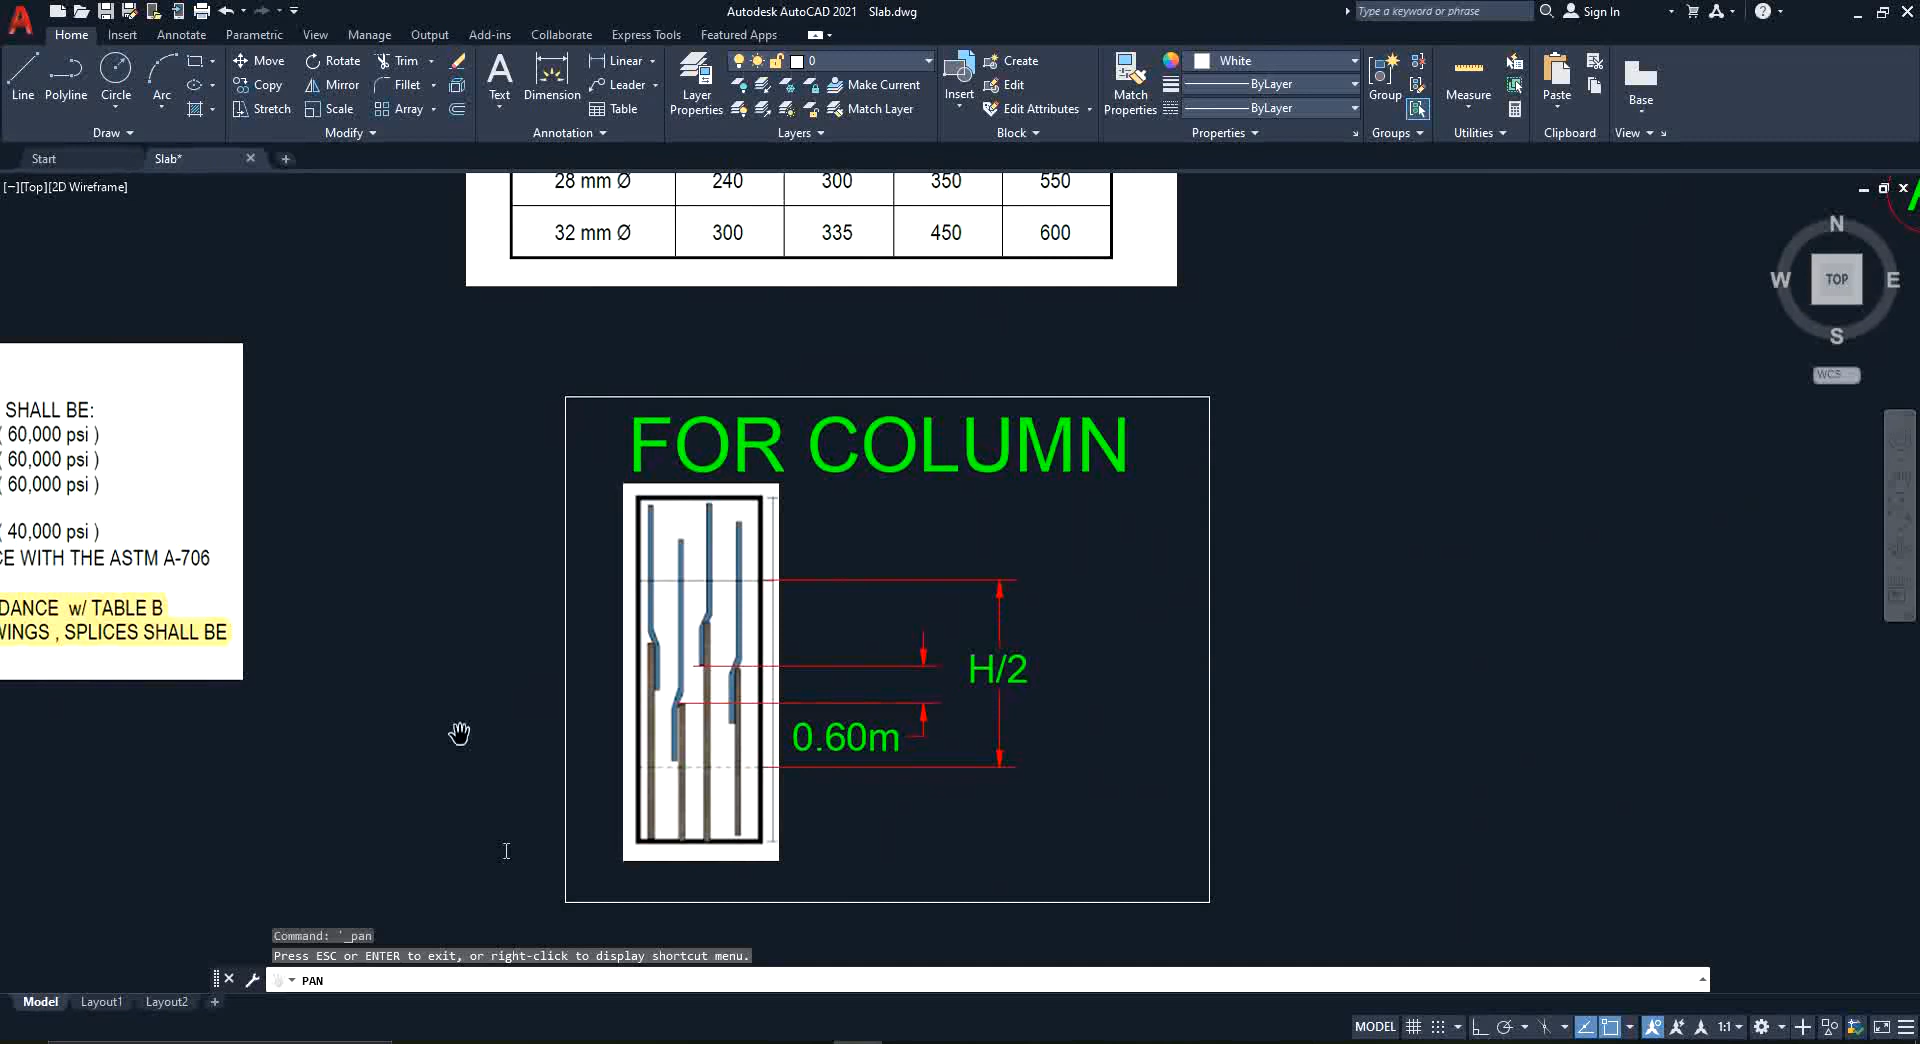 Autodesk AutoCAD 2021 Slab.dwg
Type a keyword or phrase
Sign In
Home Insert Annotate Parametric View Manage Output Add-ins Collaborate Express Tools Featured Apps
Line Polyline Circle Arc
Move Rotate Trim
Copy Mirror Fillet
Stretch Scale Array
Text Dimension
Linear
Leader
Table
Layer Properties
0
Make Current
Match Layer
Insert
Create
Edit
Edit Attributes
Match Properties
White
ByLayer
ByLayer
Group
Measure
Paste
Base
Draw Modify Annotation Layers Block Properties Groups Utilities Clipboard View
Start Slab*
[−][Top][2D Wireframe]
28 mm Ø 240 300 350 550
32 mm Ø 300 335 450 600
N
W TOP E
S
WCS
SHALL BE:
( 60,000 psi )
( 60,000 psi )
( 60,000 psi )
( 40,000 psi )
CE WITH THE ASTM A-706
DANCE w/ TABLE B
WINGS , SPLICES SHALL BE
FOR COLUMN
H/2
0.60m
Command: '_pan
Press ESC or ENTER to exit, or right-click to display shortcut menu.
PAN
Model Layout1 Layout2
MODEL 1:1